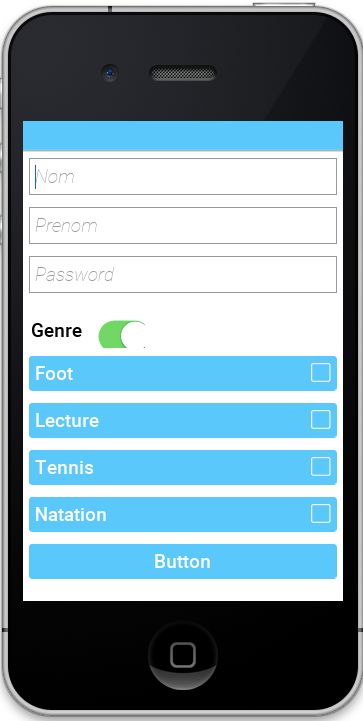 Nom
Prenom
Password
Genre
Foot
Lecture
Tennis
Natation
Button